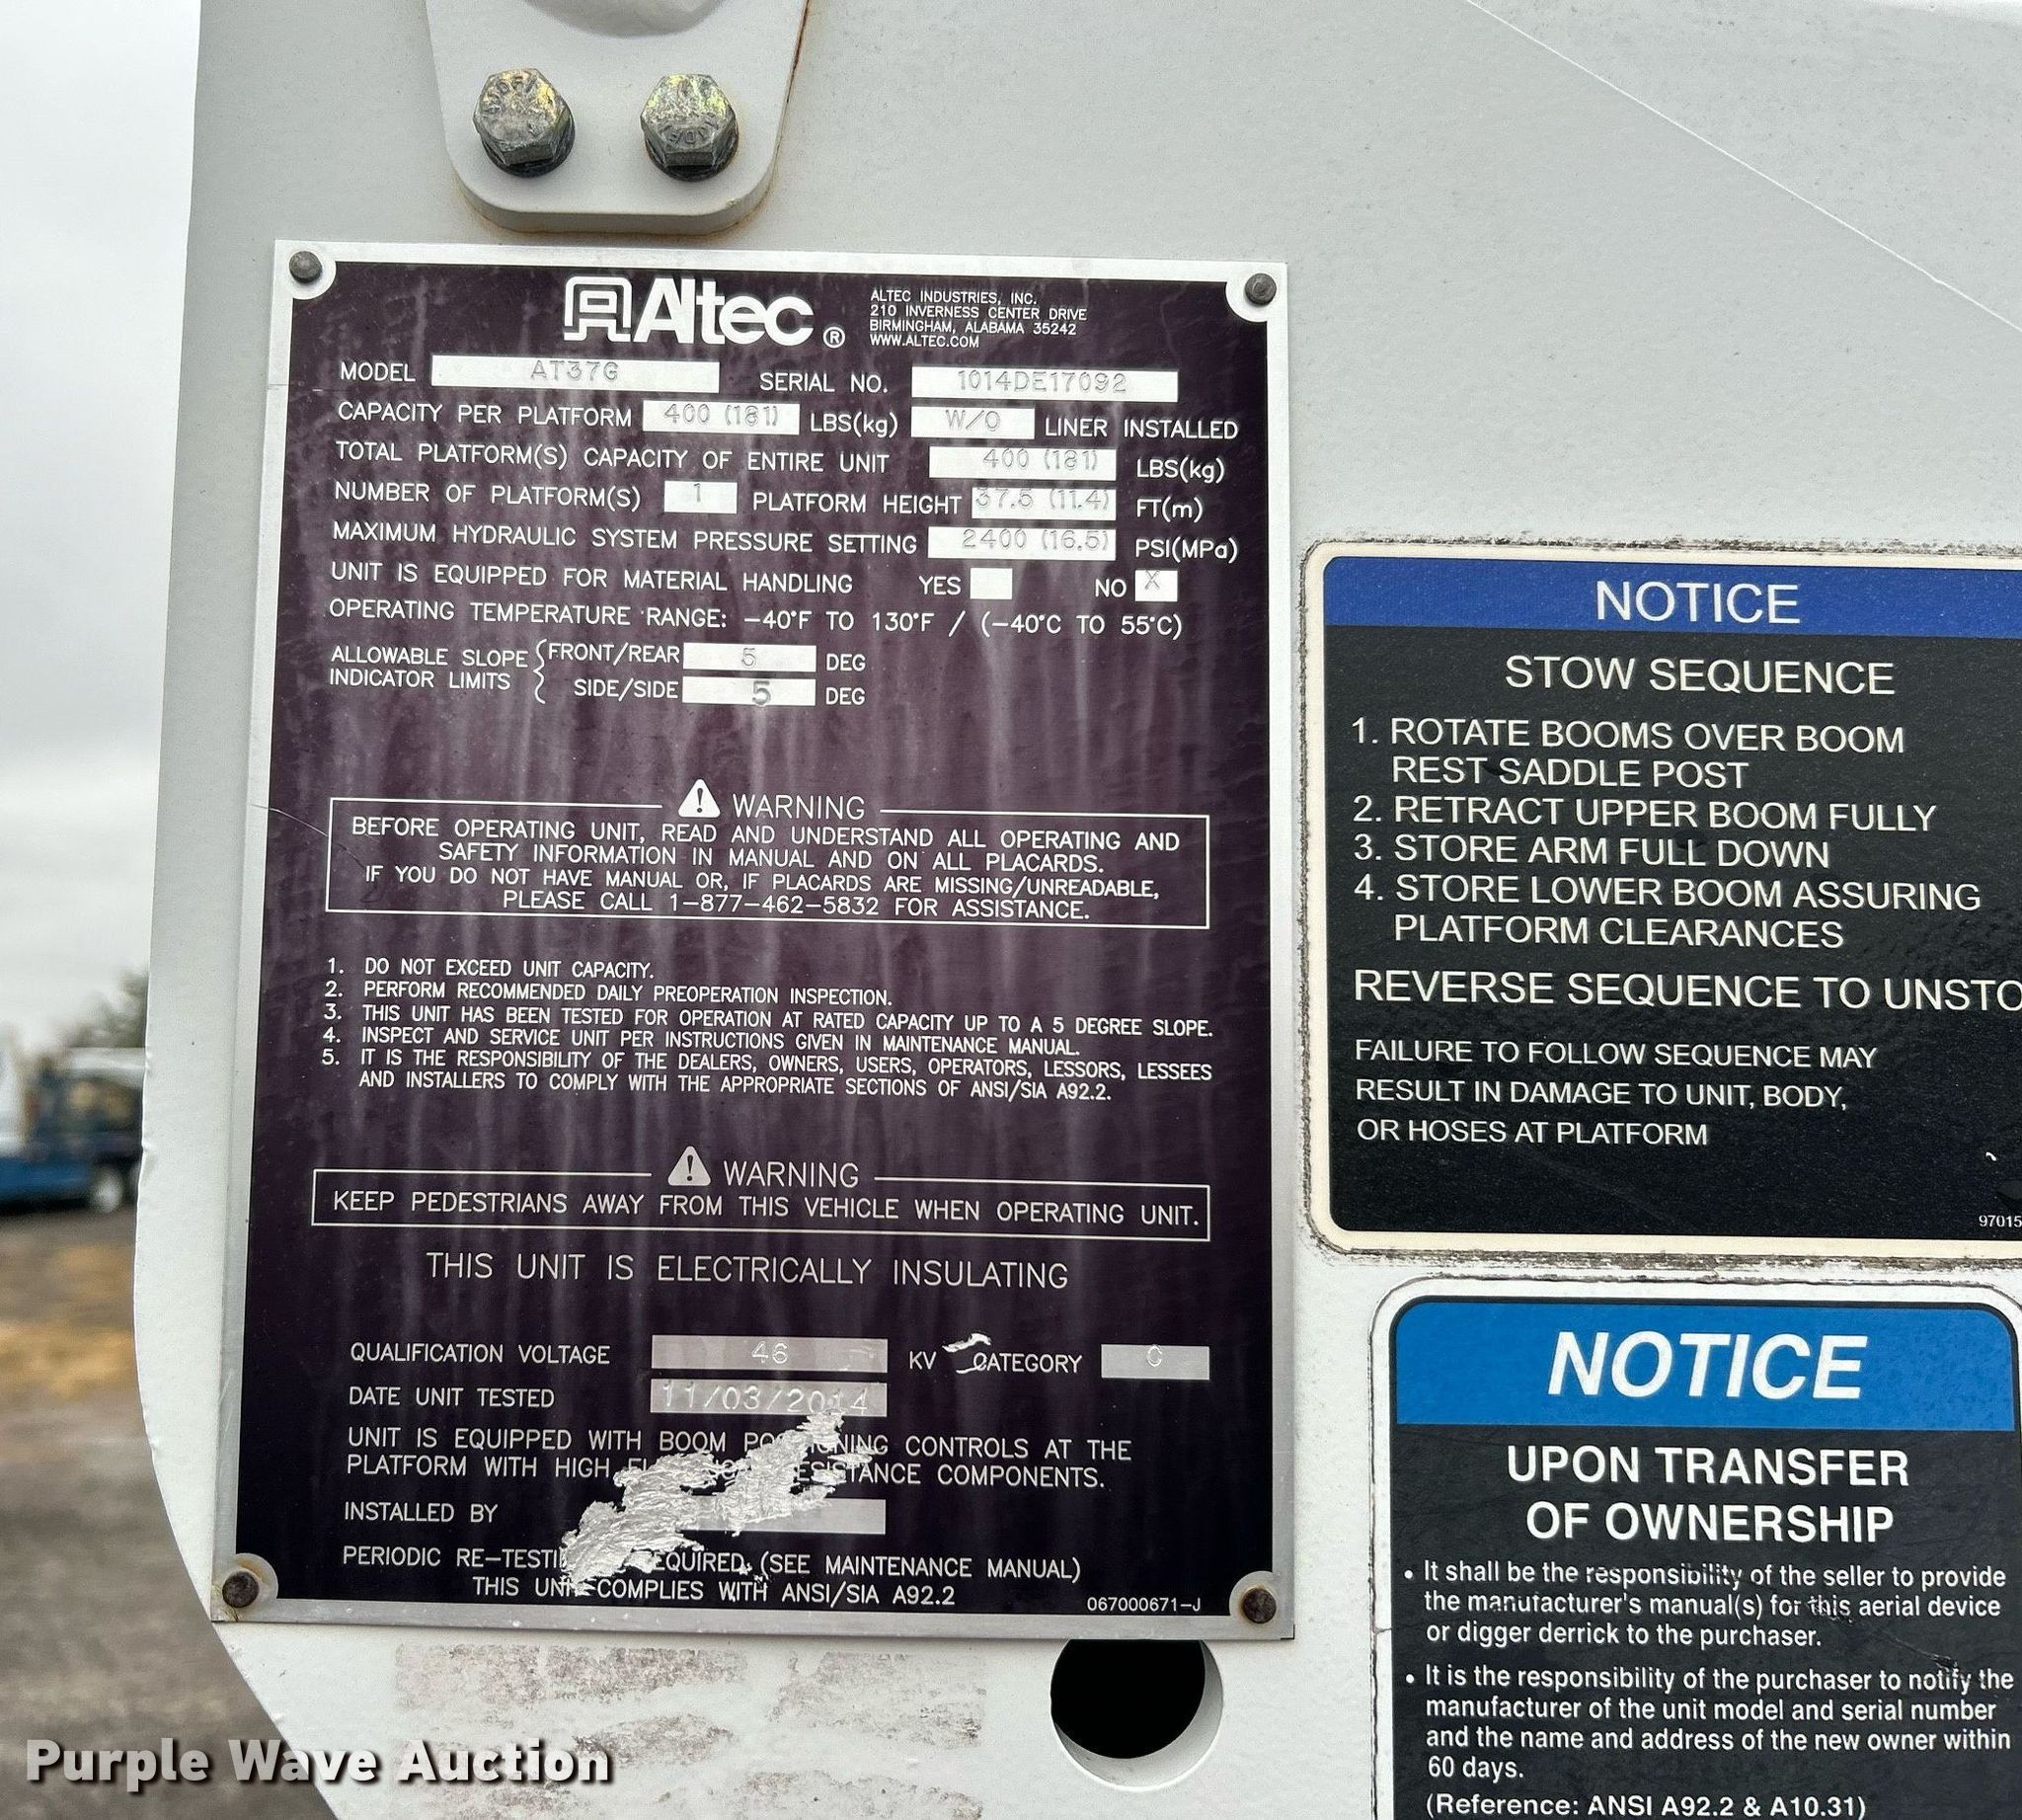 Altec®
ALTEC INDUSTRIES, INC.
210 INVERNESS CENTER DRIVE
BIRMINGHAM, ALABAMA 35242
WWW.ALTEC.COM
MODEL AT37G SERIAL NO. 1014DE17092
CAPACITY PER PLATFORM 400 (181) LBS(kg) W/O LINER INSTALLED
TOTAL PLATFORM(S) CAPACITY OF ENTIRE UNIT 400 (181) LBS(kg)
NUMBER OF PLATFORM(S) 1 PLATFORM HEIGHT 37.5 (11.4) FT(m)
MAXIMUM HYDRAULIC SYSTEM PRESSURE SETTING 2400 (16.5) PSI(MPa)
UNIT IS EQUIPPED FOR MATERIAL HANDLING YES NO X
OPERATING TEMPERATURE RANGE: -40°F TO 130°F / (-40°C TO 55°C)
ALLOWABLE SLOPE INDICATOR LIMITS
FRONT/REAR 5 DEG
SIDE/SIDE 5 DEG
WARNING
BEFORE OPERATING UNIT, READ AND UNDERSTAND ALL OPERATING AND
SAFETY INFORMATION IN MANUAL AND ON ALL PLACARDS.
IF YOU DO NOT HAVE MANUAL OR, IF PLACARDS ARE MISSING/UNREADABLE,
PLEASE CALL 1-877-462-5832 FOR ASSISTANCE.
1. DO NOT EXCEED UNIT CAPACITY.
2. PERFORM RECOMMENDED DAILY PREOPERATION INSPECTION.
3. THIS UNIT HAS BEEN TESTED FOR OPERATION AT RATED CAPACITY UP TO A 5 DEGREE SLOPE.
4. INSPECT AND SERVICE UNIT PER INSTRUCTIONS GIVEN IN MAINTENANCE MANUAL.
5. IT IS THE RESPONSIBILITY OF THE DEALERS, OWNERS, USERS, OPERATORS, LESSORS, LESSEES
AND INSTALLERS TO COMPLY WITH THE APPROPRIATE SECTIONS OF ANSI/SIA A92.2.
WARNING
KEEP PEDESTRIANS AWAY FROM THIS VEHICLE WHEN OPERATING UNIT.
THIS UNIT IS ELECTRICALLY INSULATING
QUALIFICATION VOLTAGE 46 KV CATEGORY C
DATE UNIT TESTED 11/03/2014
UNIT IS EQUIPPED WITH BOOM CONTROLS AT THE
PLATFORM WITH HIGH COMPONENTS.
INSTALLED BY
PERIODIC (SEE MAINTENANCE MANUAL)
THIS UNIT COMPLIES WITH ANSI/SIA A92.2
067000671-J
NOTICE
STOW SEQUENCE
1. ROTATE BOOMS OVER BOOM
REST SADDLE POST
2. RETRACT UPPER BOOM FULLY
3. STORE ARM FULL DOWN
4. STORE LOWER BOOM ASSURING
PLATFORM CLEARANCES
REVERSE SEQUENCE TO UNSTO
FAILURE TO FOLLOW SEQUENCE MAY
RESULT IN DAMAGE TO UNIT, BODY,
OR HOSES AT PLATFORM
97015
NOTICE
UPON TRANSFER
OF OWNERSHIP
• It shall be the responsibility of the seller to provide
the manufacturer's manual(s) for this aerial device
or digger derrick to the purchaser.
• It is the responsibility of the purchaser to notify the
manufacturer of the unit model and serial number
and the name and address of the new owner within
60 days.
(Reference: ANSI A92.2 & A10.31)
Purple Wave Auction